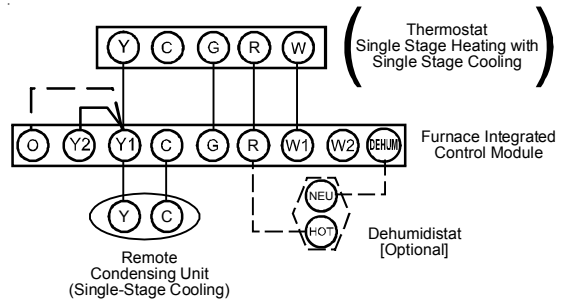 Thermostat
Single Stage Heating with
Single Stage Cooling
Y C G R W
O Y2 Y1 C G R W1 W2 DEHUM
Furnace Integrated
Control Module
Y C
NEU
HOT
Dehumidistat
[Optional]
Remote
Condensing Unit
(Single-Stage Cooling)